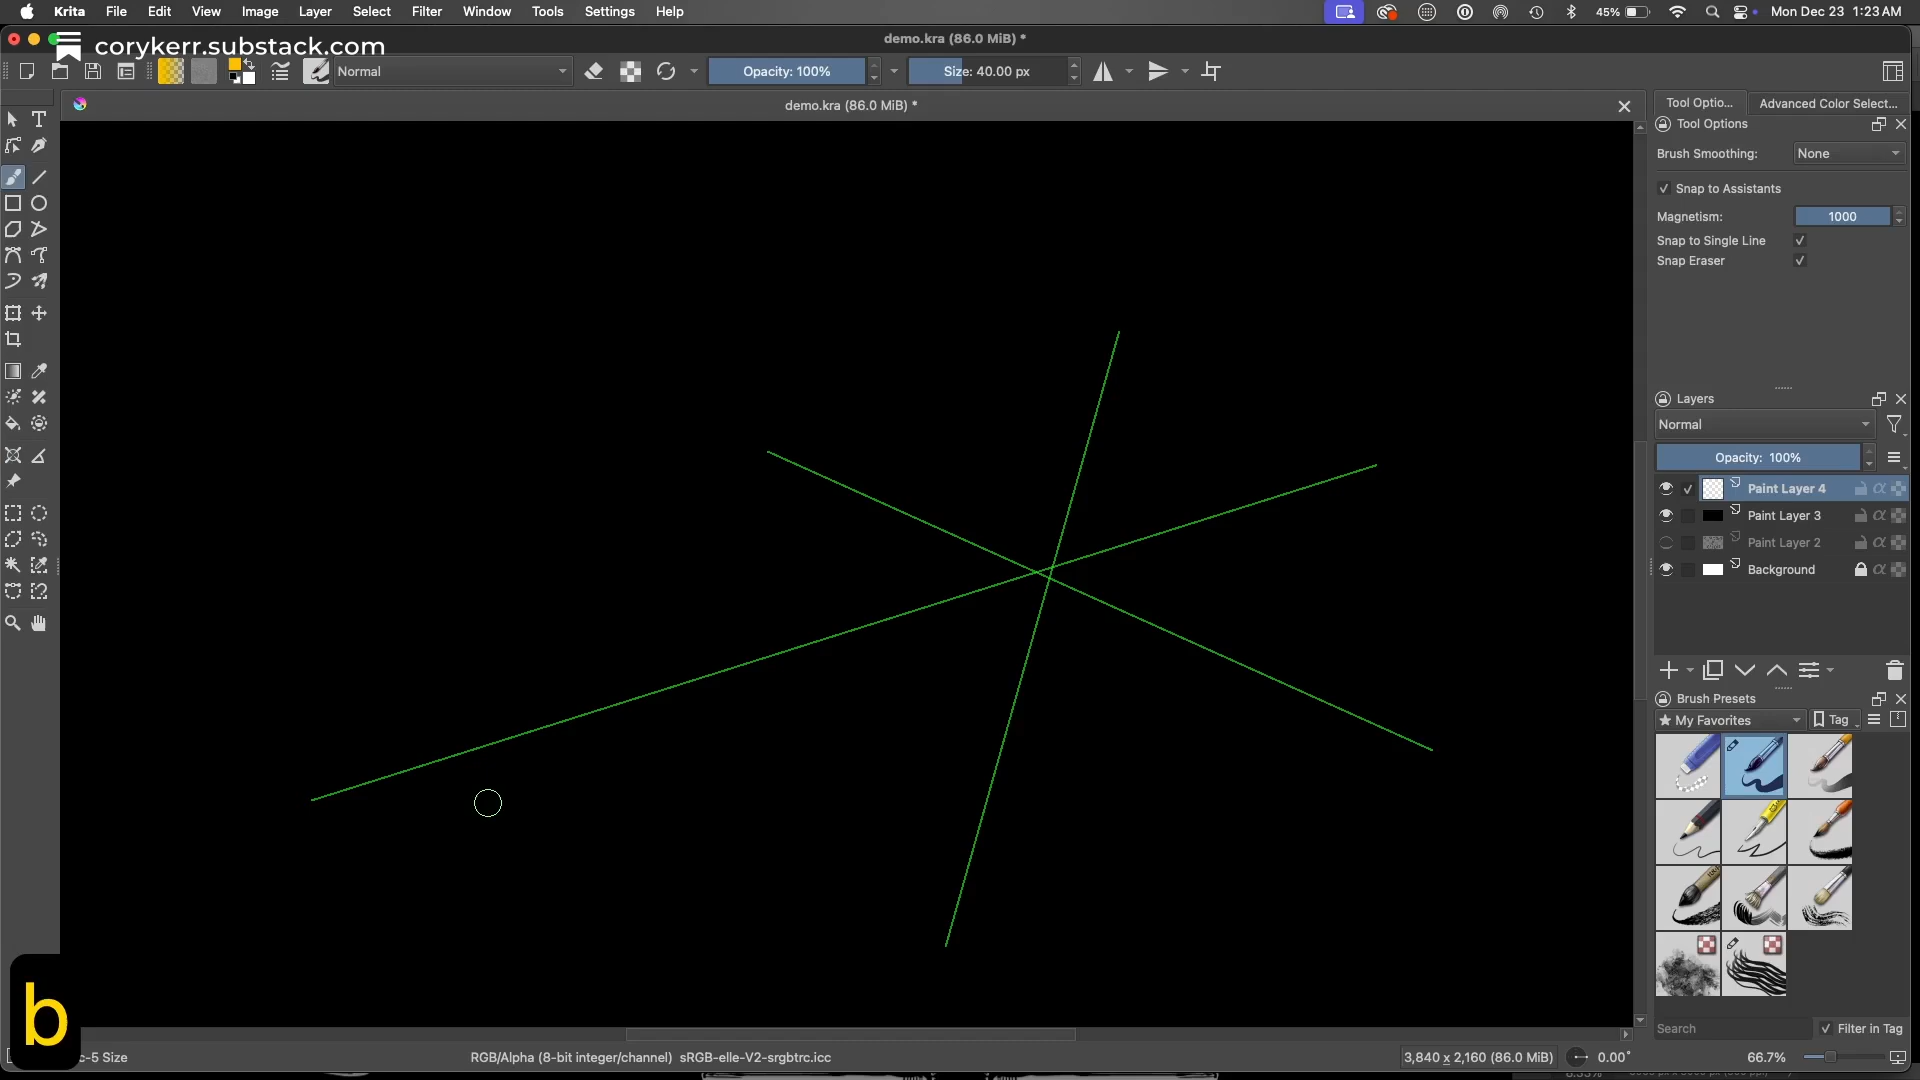 Krita File Edit View Image Layer Select Filter Window Tools Settings Help 45% Mon Dec 23 1:23 AM
corykerr.substack.com
demo.kra (86.0 MiB) *
Normal Opacity: 100% Size: 40.00 px
demo.kra (86.0 MiB) *
Tool Optio... Advanced Color Select...
Tool Options
Brush Smoothing: None
Snap to Assistants
Magnetism: 1000
Snap to Single Line
Snap Eraser
Layers
Normal
Opacity: 100%
Paint Layer 4
Paint Layer 3
Paint Layer 2
Background
Brush Presets
My Favorites Tag
Search Filter in Tag
b
c-5 Size RGB/Alpha (8-bit integer/channel) sRGB-elle-V2-srgbtrc.icc 3,840 x 2,160 (86.0 MiB) 0.00° 66.7%